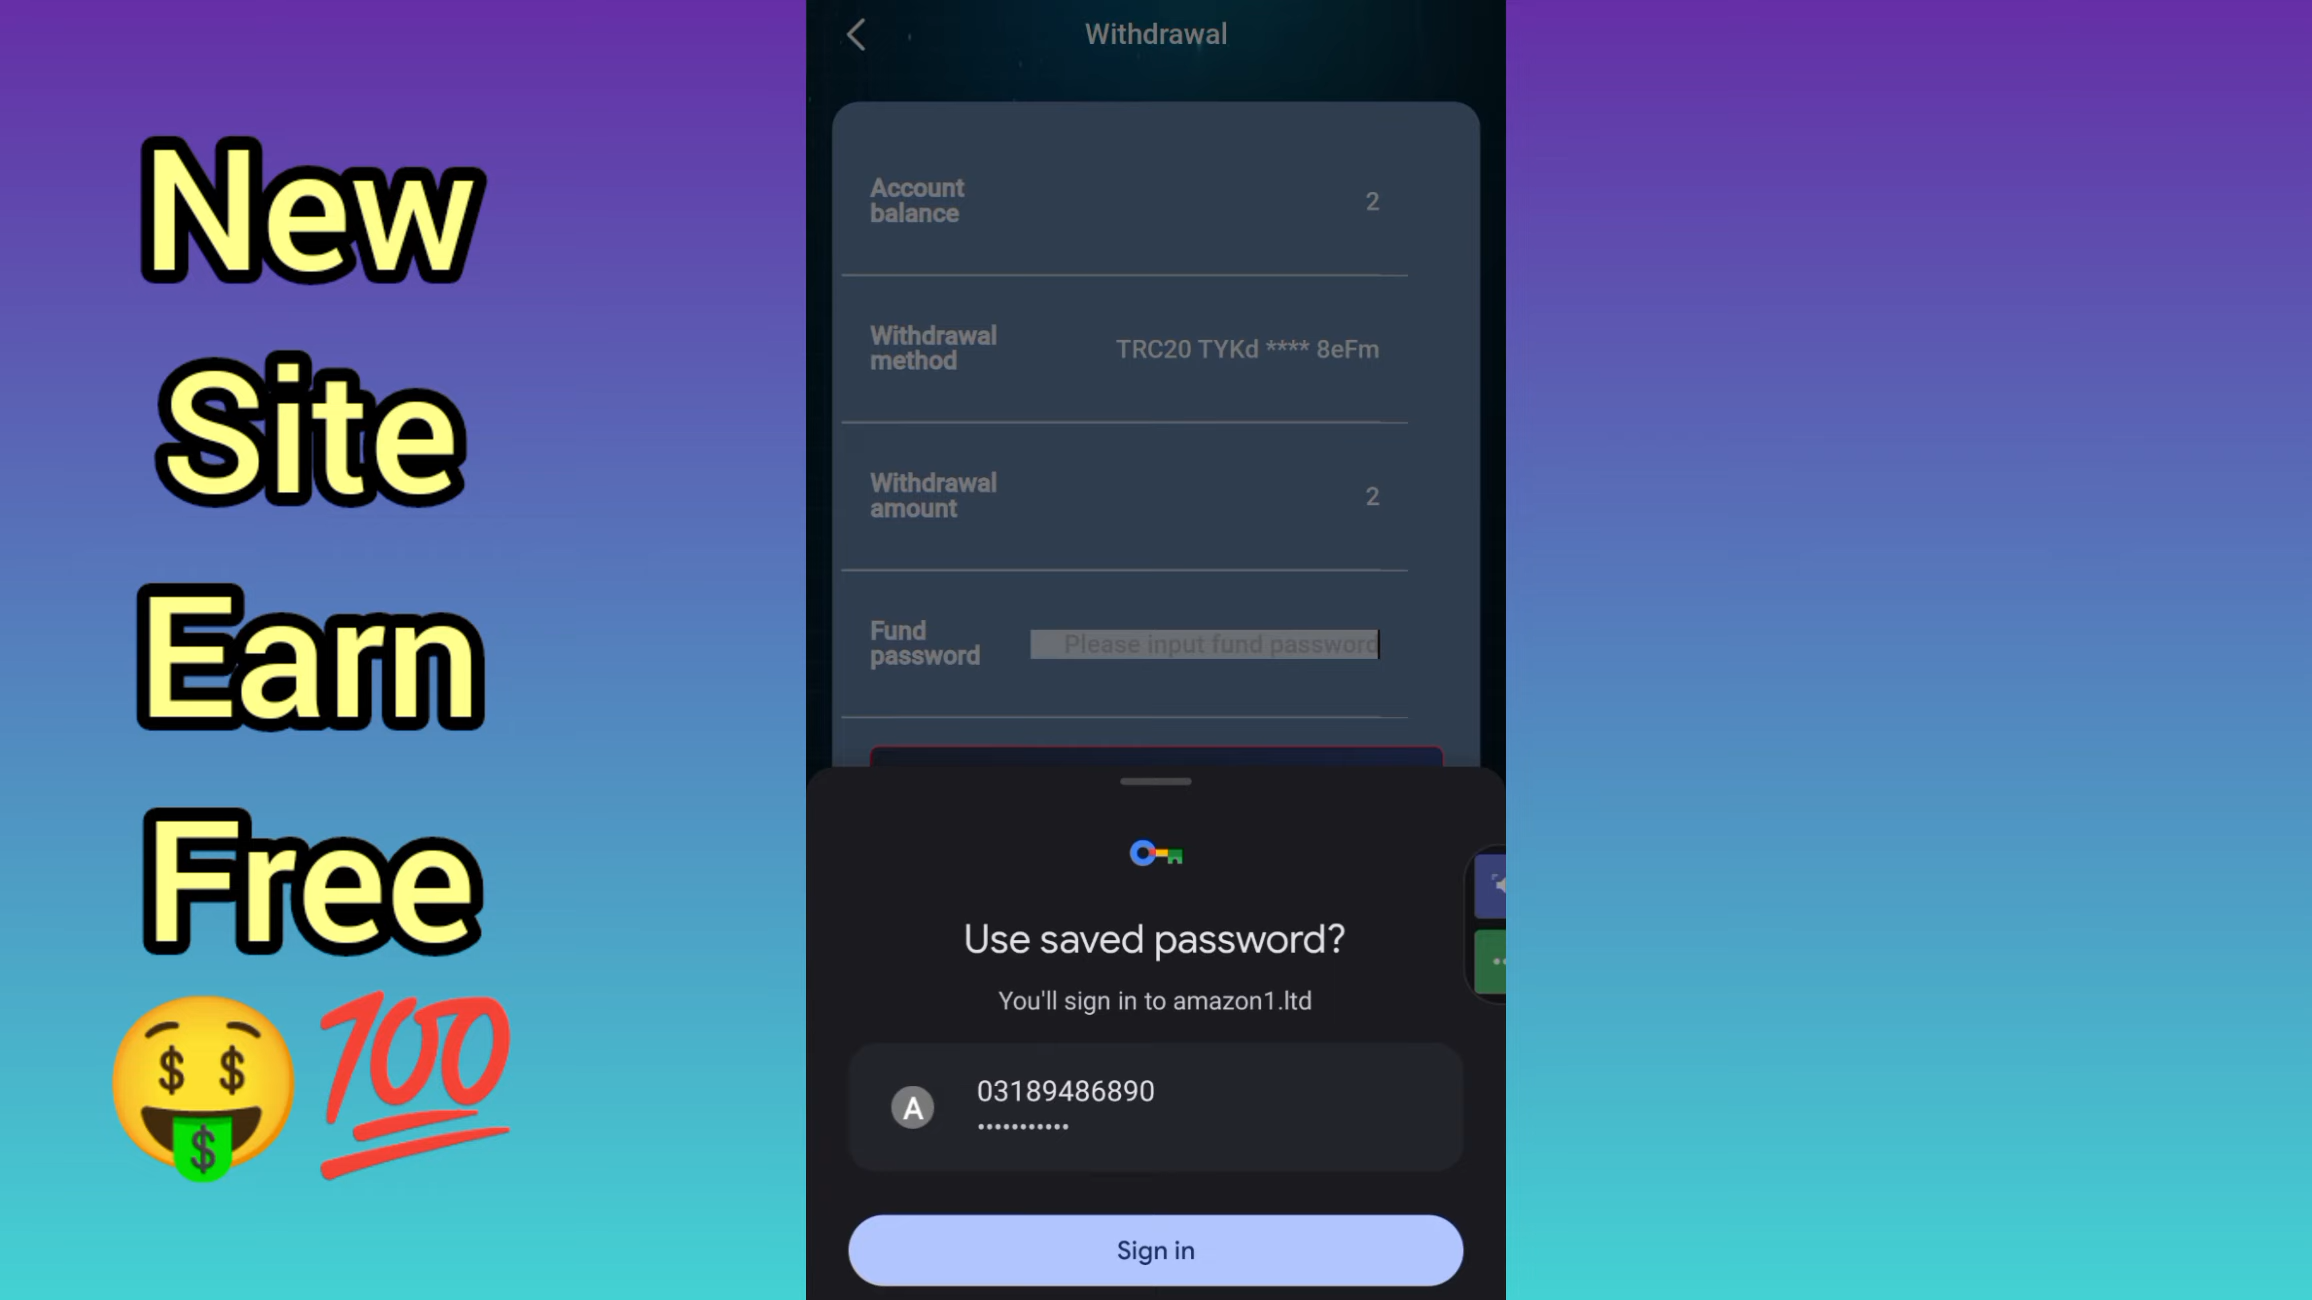 New
Site
Earn
Free
Withdrawal
Account
balance
2
Withdrawal
method
TRC20 TYKd **** 8eFm
Withdrawal
amount
2
Fund
password
Please input fund password
Use saved password?
You'll sign in to amazon1.ltd
A
03189486890
•••••••••••
Sign in